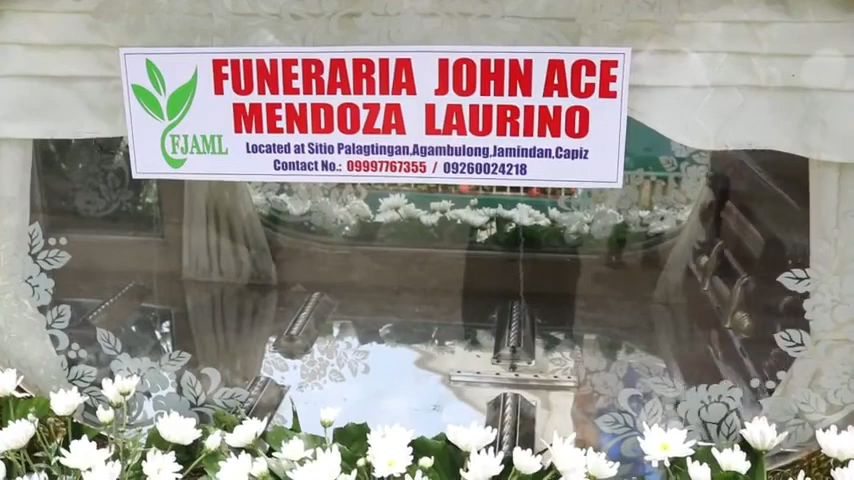 FUNERARIA JOHN ACE
MENDOZA LAURINO
FJAML
Located at Sitio Palagtingan,Agambulong,Jamindan,Capiz
Contact No.: 09997767355 / 09260024218